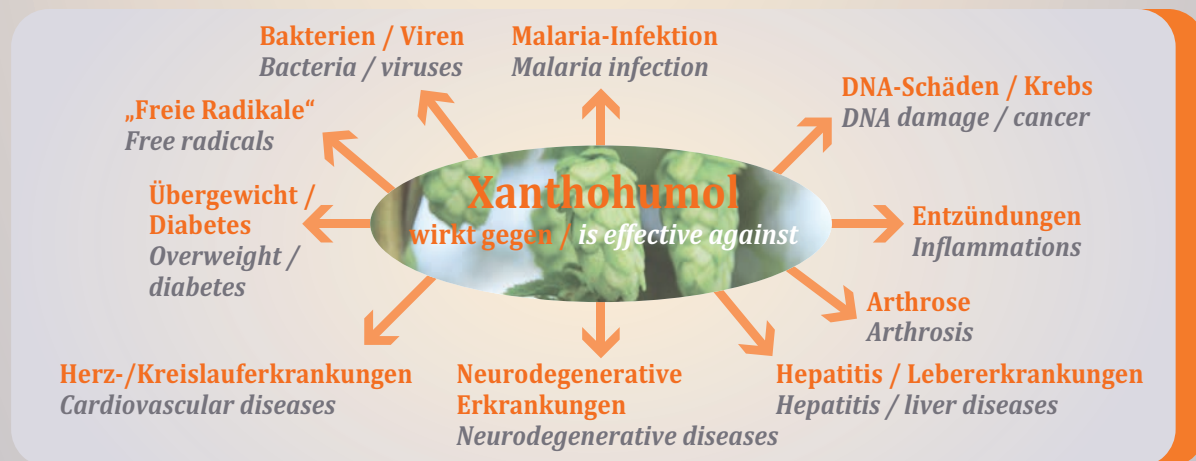 Bakterien / Viren
Bacteria / viruses
Malaria-Infektion
Malaria infection
DNA-Schäden / Krebs
DNA damage / cancer
„Freie Radikale“
Free radicals
Übergewicht /
Diabetes
Overweight /
diabetes
Xanthohumol
wirkt gegen / is effective against
Entzündungen
Inflammations
Arthrose
Arthrosis
Herz-/Kreislauferkrankungen
Cardiovascular diseases
Neurodegenerative
Erkrankungen
Neurodegenerative diseases
Hepatitis / Lebererkrankungen
Hepatitis / liver diseases